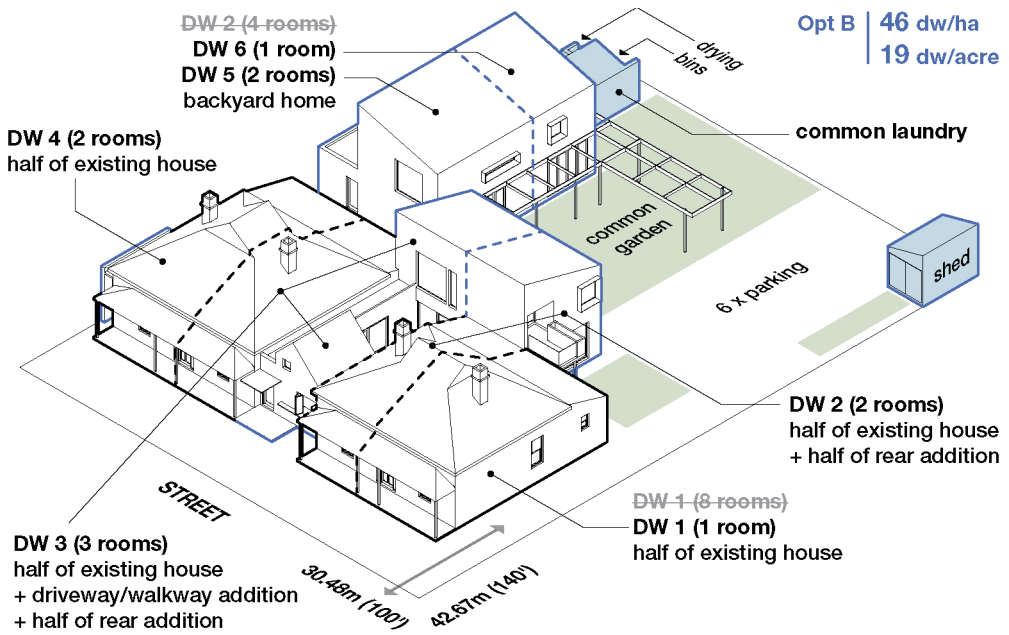 DW 2 (4 rooms)
DW 6 (1 room)
DW 5 (2 rooms)
backyard home
Opt B
46 dw/ha
19 dw/acre
drying
bins
common laundry
DW 4 (2 rooms)
half of existing house
common
garden
shed
6 x parking
DW 2 (2 rooms)
half of existing house
+ half of rear addition
STREET
DW 1 (8 rooms)
DW 1 (1 room)
half of existing house
DW 3 (3 rooms)
half of existing house
+ driveway/walkway addition
+ half of rear addition
30.48m (100')
42.67m (140')